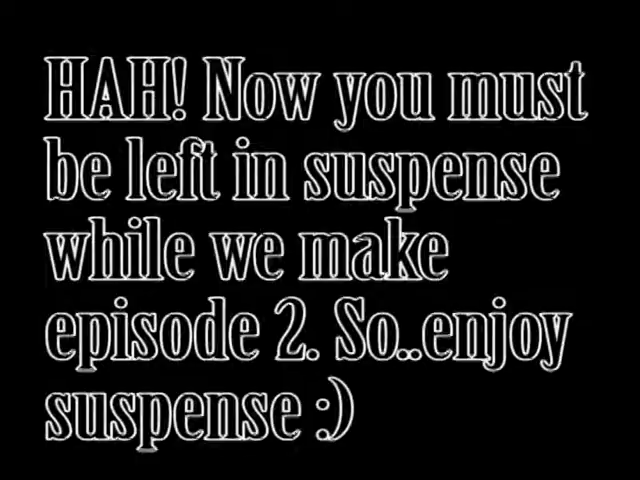 HAH! Now you must
be left in suspense
while we make
episode 2. So..enjoy
suspense :)